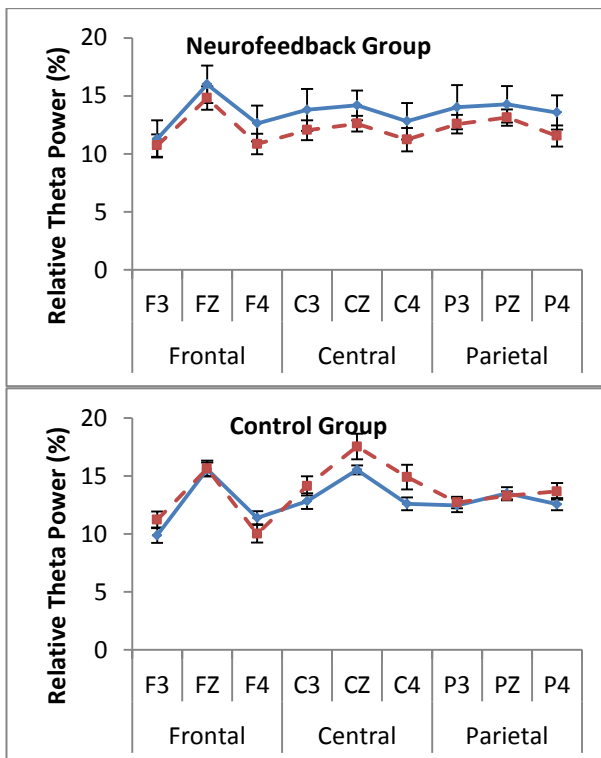 Neurofeedback Group
Relative Theta Power (%)
20
15
10
5
0
F3 FZ F4 C3 CZ C4 P3 PZ P4
Frontal Central Parietal
Control Group
Relative Theta Power (%)
20
15
10
5
0
F3 FZ F4 C3 CZ C4 P3 PZ P4
Frontal Central Parietal